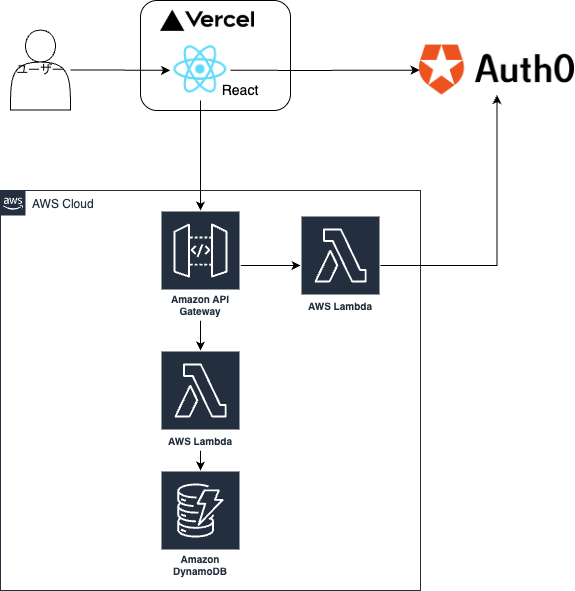 Vercel
ユーザー
React
Auth0
aws
AWS Cloud
Amazon API
Gateway
AWS Lambda
AWS Lambda
Amazon
DynamoDB